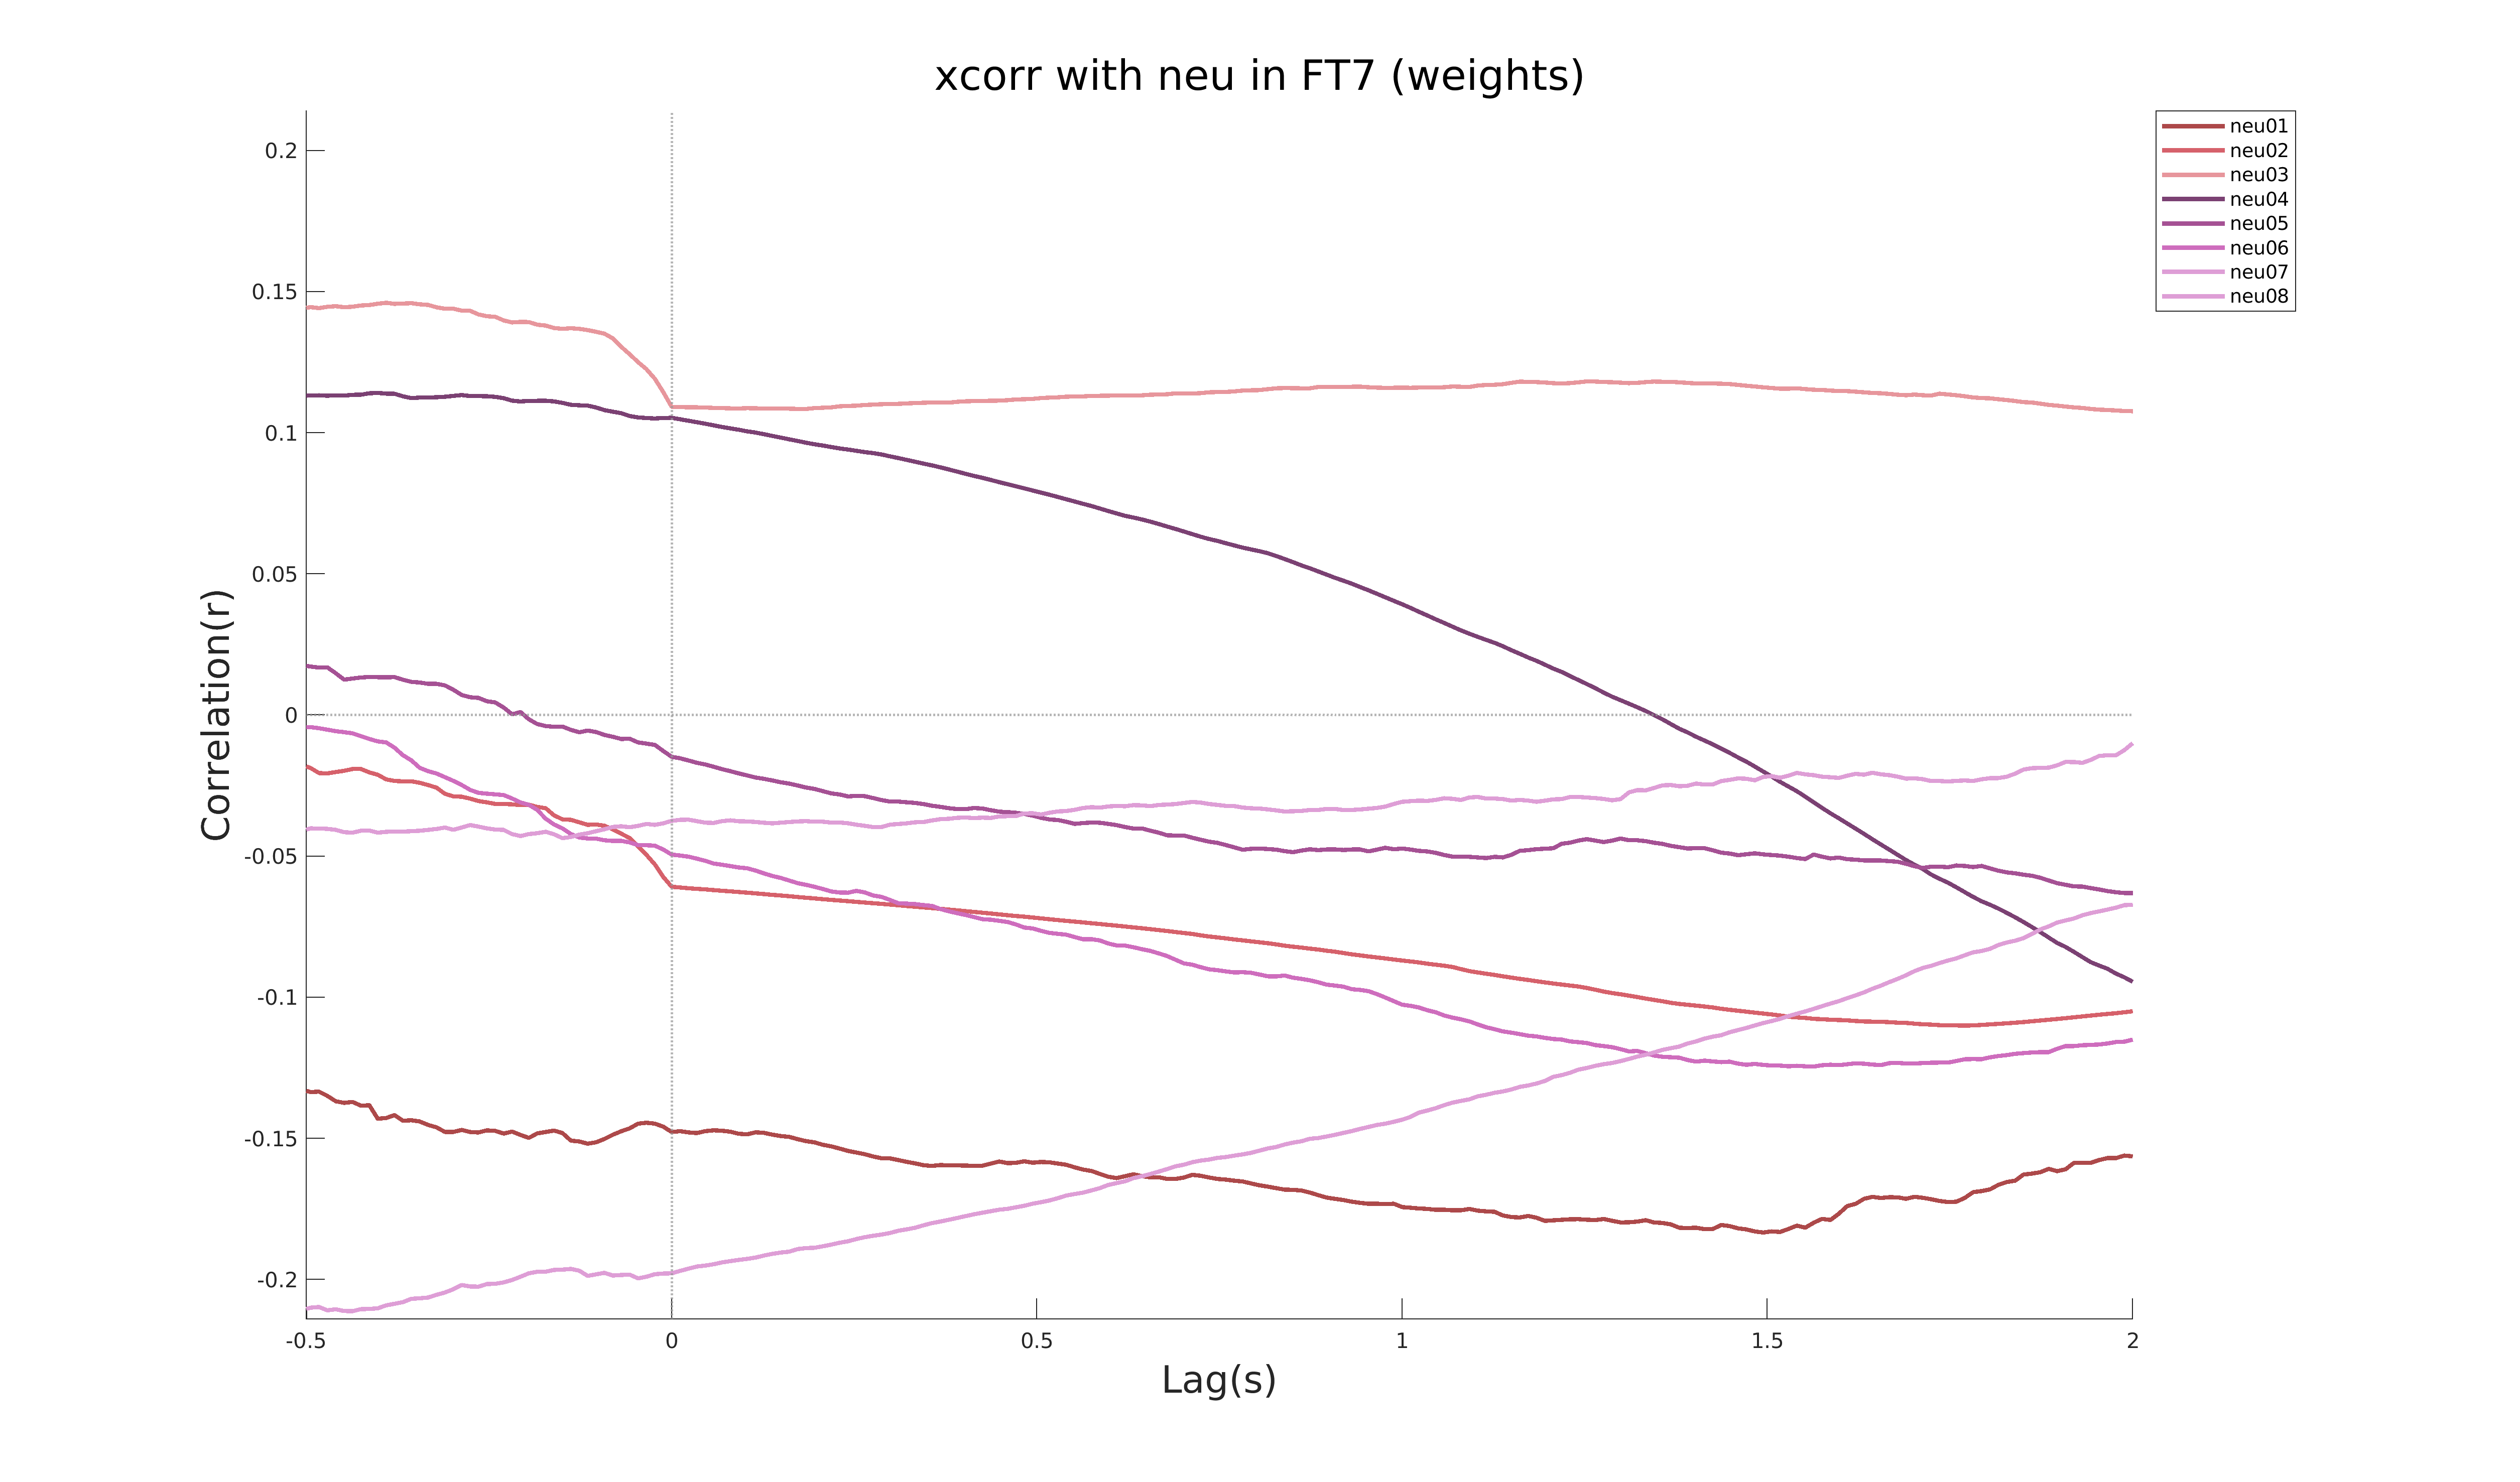 xcorr with neu in FT7 (weights)
neu01
neu02
neu03
neu04
neu05
neu06
neu07
neu08
0.2
0.15
0.1
0.05
0
-0.05
-0.1
-0.15
-0.2
Correlation(r)
-0.5
0
0.5
1
1.5
2
Lag(s)